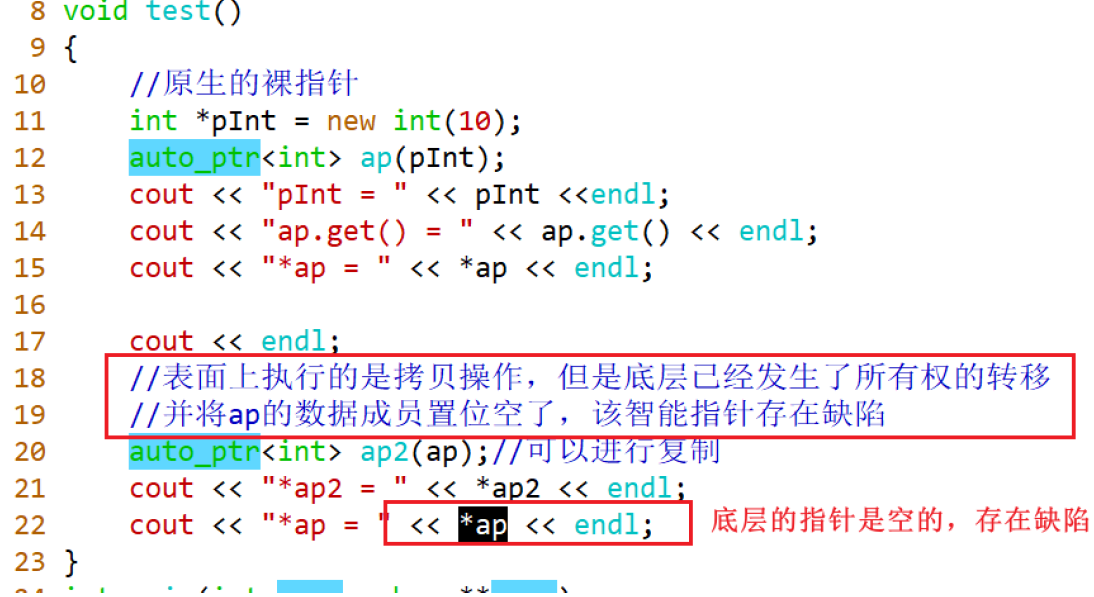 8 void test()
9 {
10 //原生的裸指针
11 int *pInt = new int(10);
12 auto_ptr<int> ap(pInt);
13 cout << "pInt = " << pInt <<endl;
14 cout << "ap.get() = " << ap.get() << endl;
15 cout << "*ap = " << *ap << endl;
16
17 cout << endl;
18 //表面上执行的是拷贝操作，但是底层已经发生了所有权的转移
19 //并将ap的数据成员置位空了，该智能指针存在缺陷
20 auto_ptr<int> ap2(ap);//可以进行复制
21 cout << "*ap2 = " << *ap2 << endl;
22 cout << "*ap = " << *ap << endl; 底层的指针是空的，存在缺陷
23 }